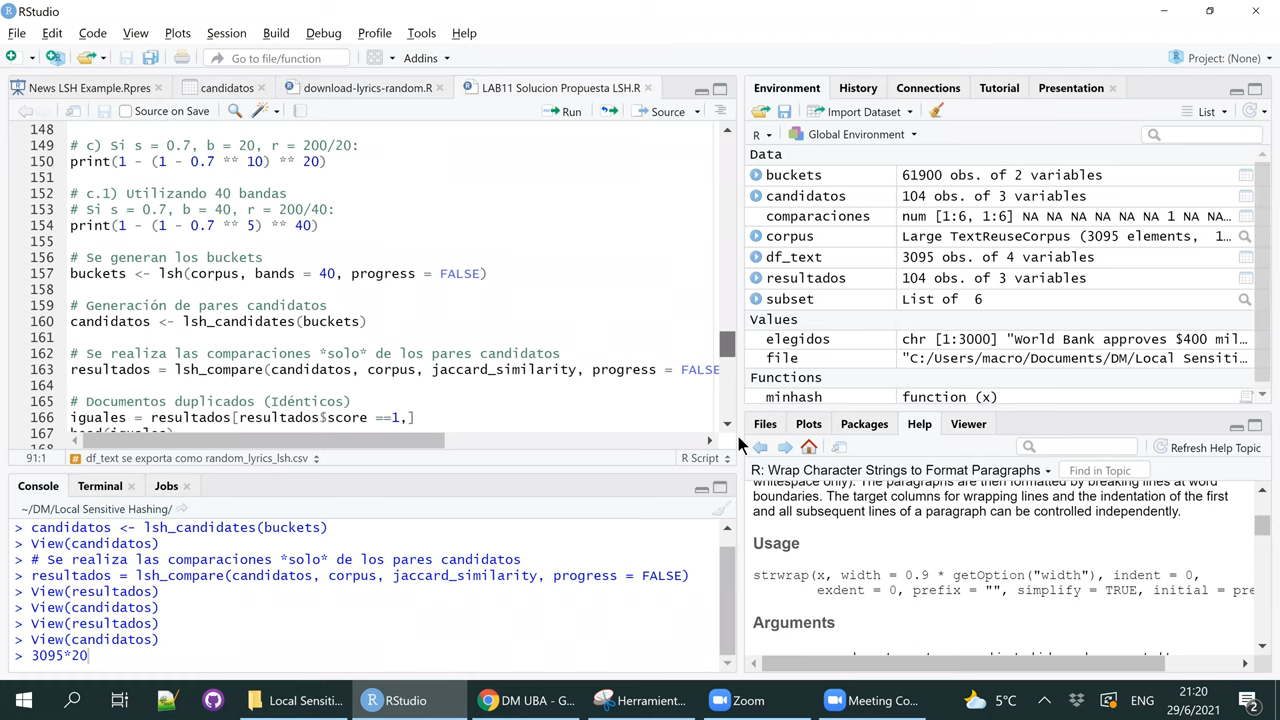 RStudio
File Edit Code View Plots Session Build Debug Profile Tools Help
Go to file/function Addins Project: (None)
News LSH Example.Rpres candidatos download-lyrics-random.R LAB11 Solucion Propuesta LSH.R
Source on Save Run Source
148
149 # c) Si s = 0.7, b = 20, r = 200/20:
150 print(1 - (1 - 0.7 ** 10) ** 20)
151
152 # c.1) Utilizando 40 bandas
153 # Si s = 0.7, b = 40, r = 200/40:
154 print(1 - (1 - 0.7 ** 5) ** 40)
155
156 # Se generan los buckets
157 buckets <- lsh(corpus, bands = 40, progress = FALSE)
158
159 # Generación de pares candidatos
160 candidatos <- lsh_candidates(buckets)
161
162 # Se realiza las comparaciones *solo* de los pares candidatos
163 resultados = lsh_compare(candidatos, corpus, jaccard_similarity, progress = FALSE
164
165 # Documentos duplicados (Idénticos)
166 iguales = resultados[resultados$score ==1,]
167 head(iguales)
91:1 df_text se exporta como random_lyrics_lsh.csv R Script
Console Terminal Jobs
~/DM/Local Sensitive Hashing/
> candidatos <- lsh_candidates(buckets)
> View(candidatos)
> # Se realiza las comparaciones *solo* de los pares candidatos
> resultados = lsh_compare(candidatos, corpus, jaccard_similarity, progress = FALSE)
> View(resultados)
> View(candidatos)
> View(resultados)
> View(candidatos)
> 3095*20
Environment History Connections Tutorial Presentation
Import Dataset List
R Global Environment
Data
buckets 61900 obs. of 2 variables
candidatos 104 obs. of 3 variables
comparaciones num [1:6, 1:6] NA NA NA NA NA NA 1 NA NA...
corpus Large TextReuseCorpus (3095 elements, 1...
df_text 3095 obs. of 4 variables
resultados 104 obs. of 3 variables
subset List of 6
Values
elegidos chr [1:3000] "World Bank approves $400 mil...
file "C:/Users/macro/Documents/DM/Local Sensiti...
Functions
minhash function (x)
Files Plots Packages Help Viewer
Refresh Help Topic
R: Wrap Character Strings to Format Paragraphs Find in Topic
whitespace only). The paragraphs are then formatted by breaking lines at word
boundaries. The target columns for wrapping lines and the indentation of the first
and all subsequent lines of a paragraph can be controlled independently.
Usage
strwrap(x, width = 0.9 * getOption("width"), indent = 0,
exdent = 0, prefix = "", simplify = TRUE, initial = pre
Arguments
Local Sensiti... RStudio DM UBA - G... Herramient... Zoom Meeting Co... 5°C ENG 21:20
29/6/2021
2